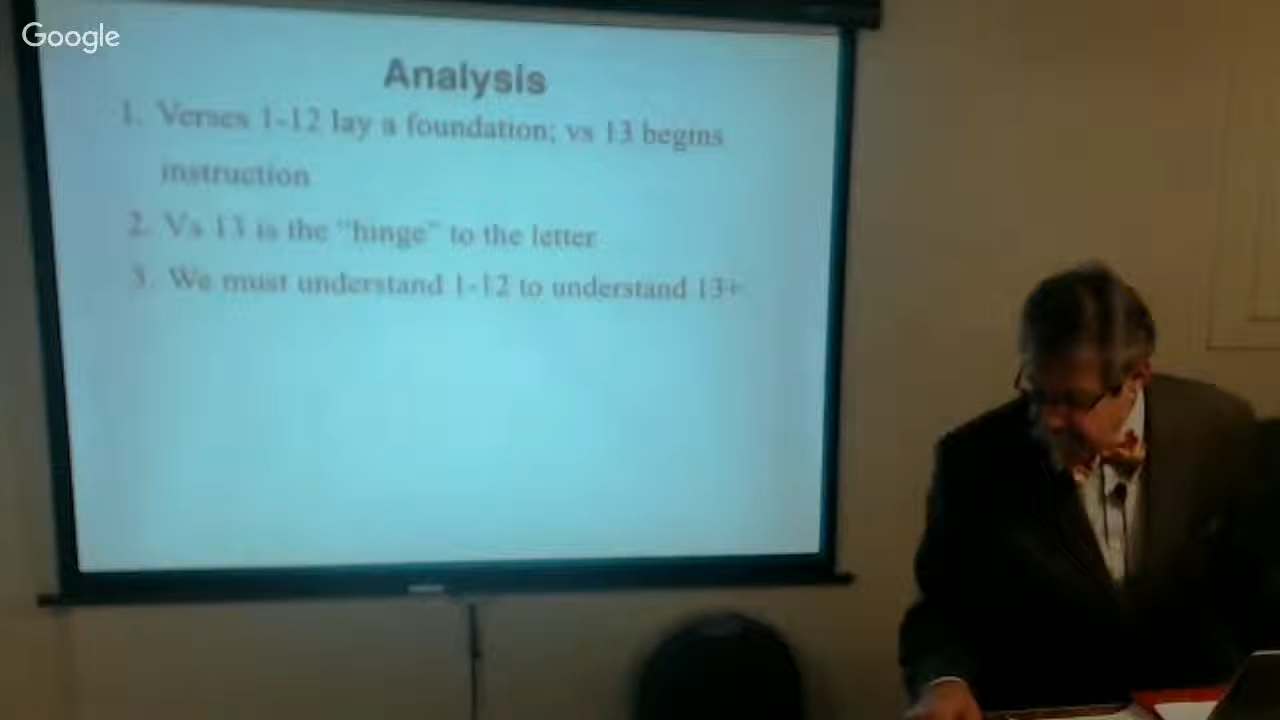 Google
Analysis
1. Verses 1-12 lay a foundation; vs 13 begins
instruction
2. Vs 13 is the "hinge" to the letter
3. We must understand 1-12 to understand 13+